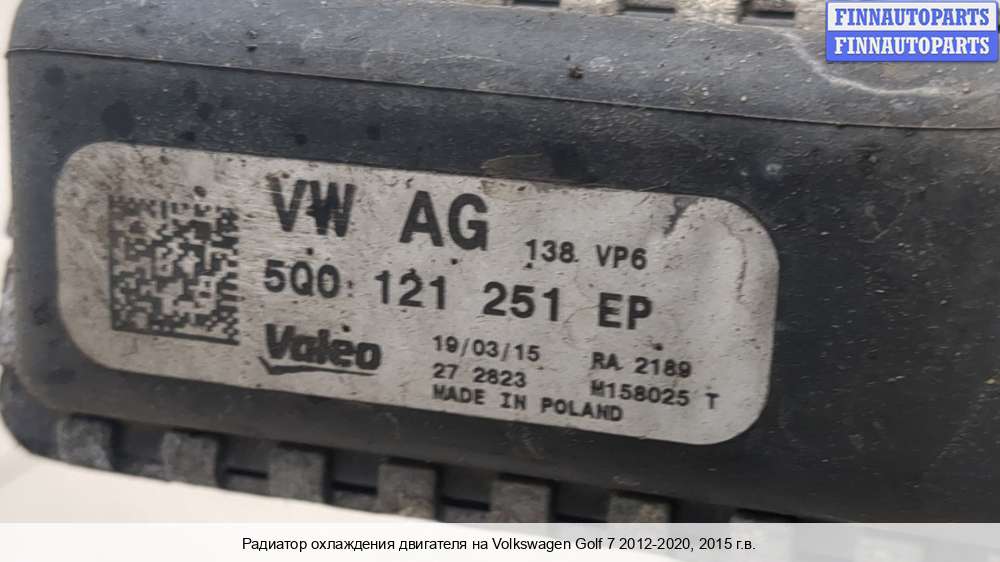 FINNAUTOPARTS
FINNAUTOPARTS
VW AG 138 VP6
5Q0 121 251 EP
Valeo 19/03/15 RA 2189
27 2823 M158025 T
MADE IN POLAND
Радиатор охлаждения двигателя на Volkswagen Golf 7 2012-2020, 2015 г.в.